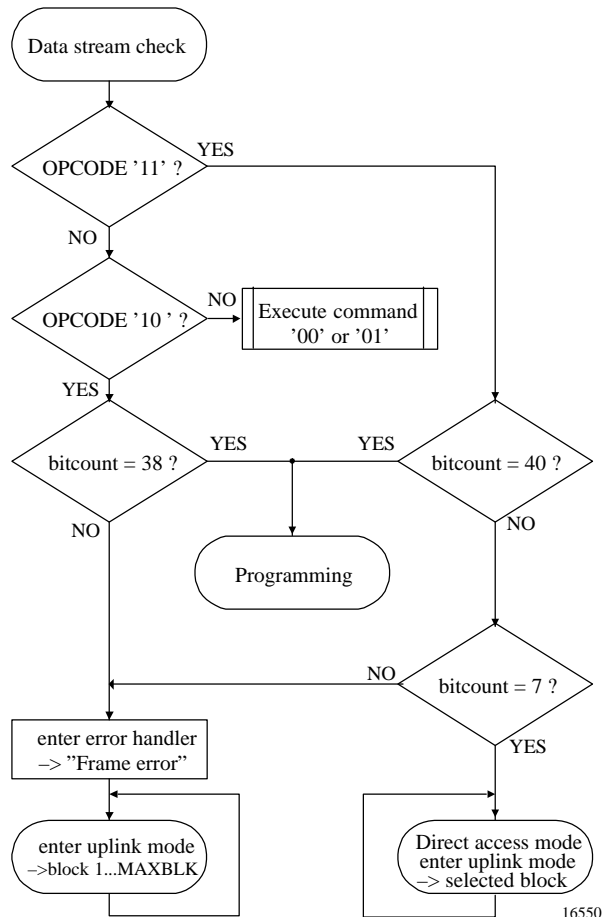 Data stream check
OPCODE '11' ?
YES
NO
OPCODE '10 ' ?
NO
Execute command
'00' or '01'
YES
bitcount = 38 ?
YES
YES
bitcount = 40 ?
NO
NO
Programming
NO
bitcount = 7 ?
YES
enter error handler
–> ”Frame error”
enter uplink mode
–>block 1...MAXBLK
Direct access mode
enter uplink mode
–> selected block
16550